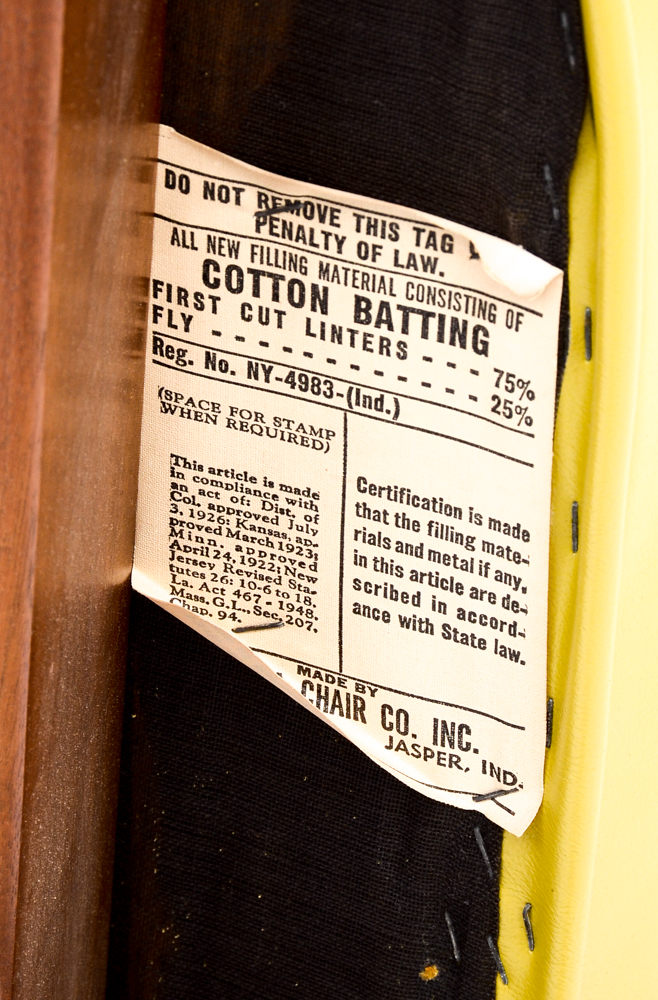 DO NOT REMOVE THIS TAG
PENALTY OF LAW.
ALL NEW FILLING MATERIAL CONSISTING OF
COTTON BATTING
FIRST CUT LINTERS - - - 75%
FLY - - - - - - - - - - - - 25%
Reg. No. NY-4983-(Ind.)
(SPACE FOR STAMP
WHEN REQUIRED)
This article is made
in compliance with
an act of: Dist. of
Col. approved July
3, 1926: Kansas, ap-
proved March 1923;
Minn. approved
April 24, 1922; New
Jersey Revised Sta-
tutes 26: 10-6 to 18.
La. Act 467 - 1948.
Mass. G.L., Sec. 207,
Chap. 94.
Certification is made
that the filling mate-
rials and metal if any,
in this article are de-
scribed in accord-
ance with State law.
MADE BY
CHAIR CO. INC.
JASPER, IND.